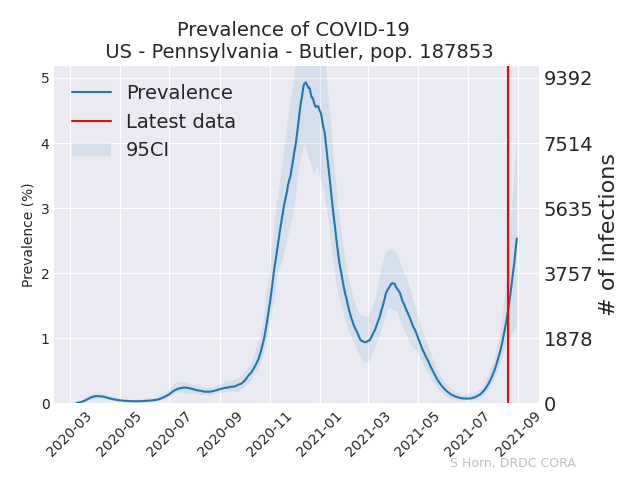 Prevalence of COVID-19
US - Pennsylvania - Butler, pop. 187853
Prevalence
Latest data
95CI
Prevalence (%)
5
4
3
2
1
0
9392
7514
5635
3757
1878
0
# of infections
2020-03
2020-05
2020-07
2020-09
2020-11
2021-01
2021-03
2021-05
2021-07
2021-09
S Horn, DRDC CORA